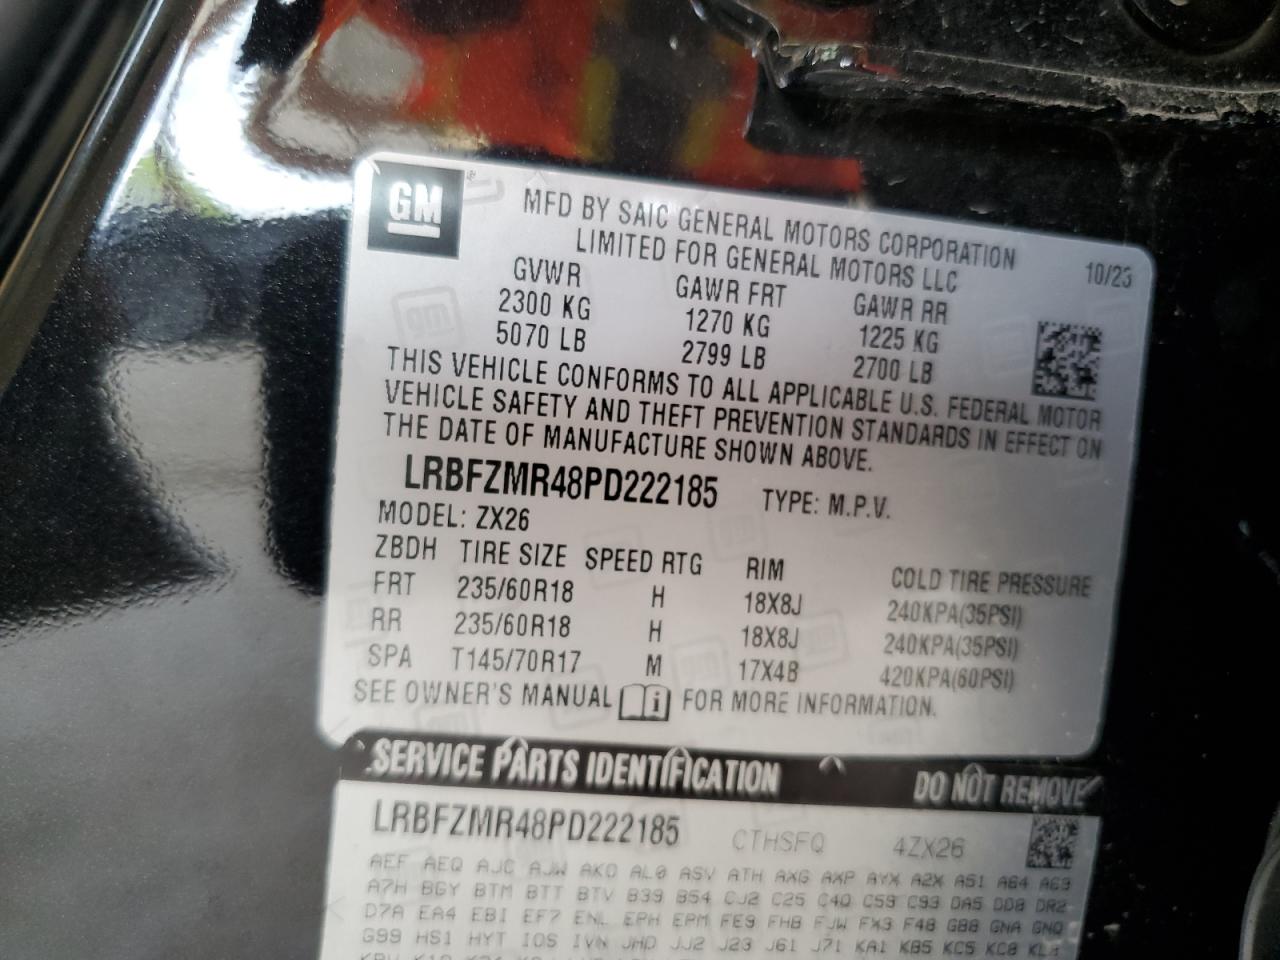 GM
MFD BY SAIC GENERAL MOTORS CORPORATION
LIMITED FOR GENERAL MOTORS LLC
10/23
GVWR GAWR FRT GAWR RR
2300 KG 1270 KG 1225 KG
5070 LB 2799 LB 2700 LB
THIS VEHICLE CONFORMS TO ALL APPLICABLE U.S. FEDERAL MOTOR
VEHICLE SAFETY AND THEFT PREVENTION STANDARDS IN EFFECT ON
THE DATE OF MANUFACTURE SHOWN ABOVE.
LRBFZMR48PD222185 TYPE: M.P.V.
MODEL: ZX26
ZBDH TIRE SIZE SPEED RTG RIM COLD TIRE PRESSURE
FRT 235/60R18 H 18X8J 240KPA(35PSI)
RR 235/60R18 H 18X8J 240KPA(35PSI)
SPA T145/70R17 M 17X4B 420KPA(60PSI)
SEE OWNER'S MANUAL FOR MORE INFORMATION.
SERVICE PARTS IDENTIFICATION DO NOT REMOVE
LRBFZMR48PD222185 CTHSFQ 4ZX26
AEF AEQ AJC AJW AKO AL0 ASV ATH AXG AXP AYX A2X A51 A64 A69
A7H BGY BTM BTT BTV B39 B54 CJ2 C25 C4Q C59 C93 DA5 DD8 DR2
D7A EA4 EBI EF7 ENL EPH EPM FE9 FHB FJW FX3 F48 G88 GNA GNQ
G99 HS1 HYT IOS IVN JHD JJ2 J23 J61 J71 KA1 KB5 KC5 KC8